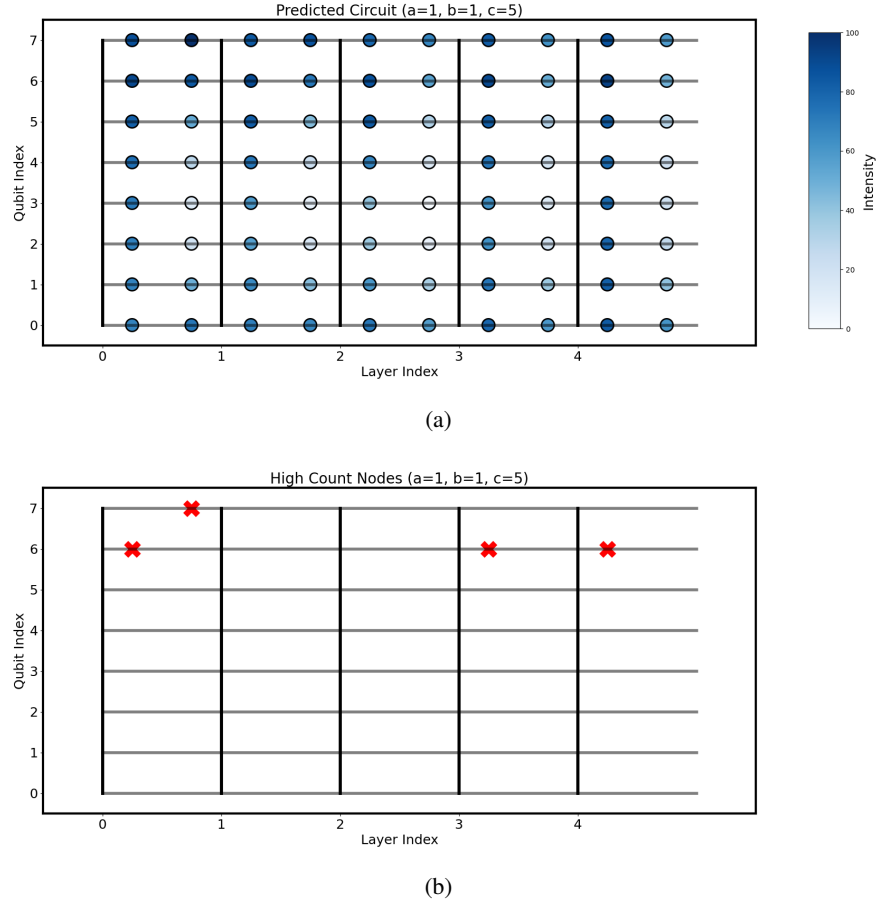 Predicted Circuit (a=1, b=1, c=5)
7
6
5
4
3
2
1
0
Qubit Index
0 1 2 3 4
Layer Index
100
80
60
40
20
0
Intensity
(a)
High Count Nodes (a=1, b=1, c=5)
7
6
5
4
3
2
1
0
Qubit Index
0 1 2 3 4
Layer Index
(b)